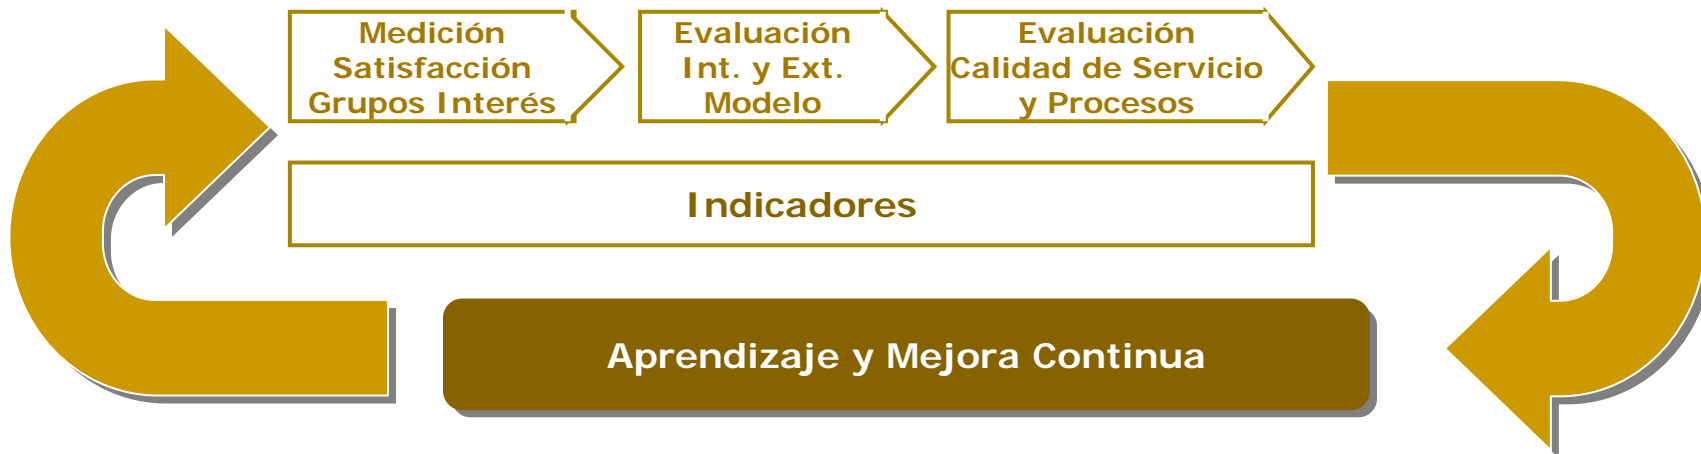 Medición
Satisfacción
Grupos Interés
Evaluación
Int. y Ext.
Modelo
Evaluación
Calidad de Servicio
y Procesos
Indicadores
Aprendizaje y Mejora Continua